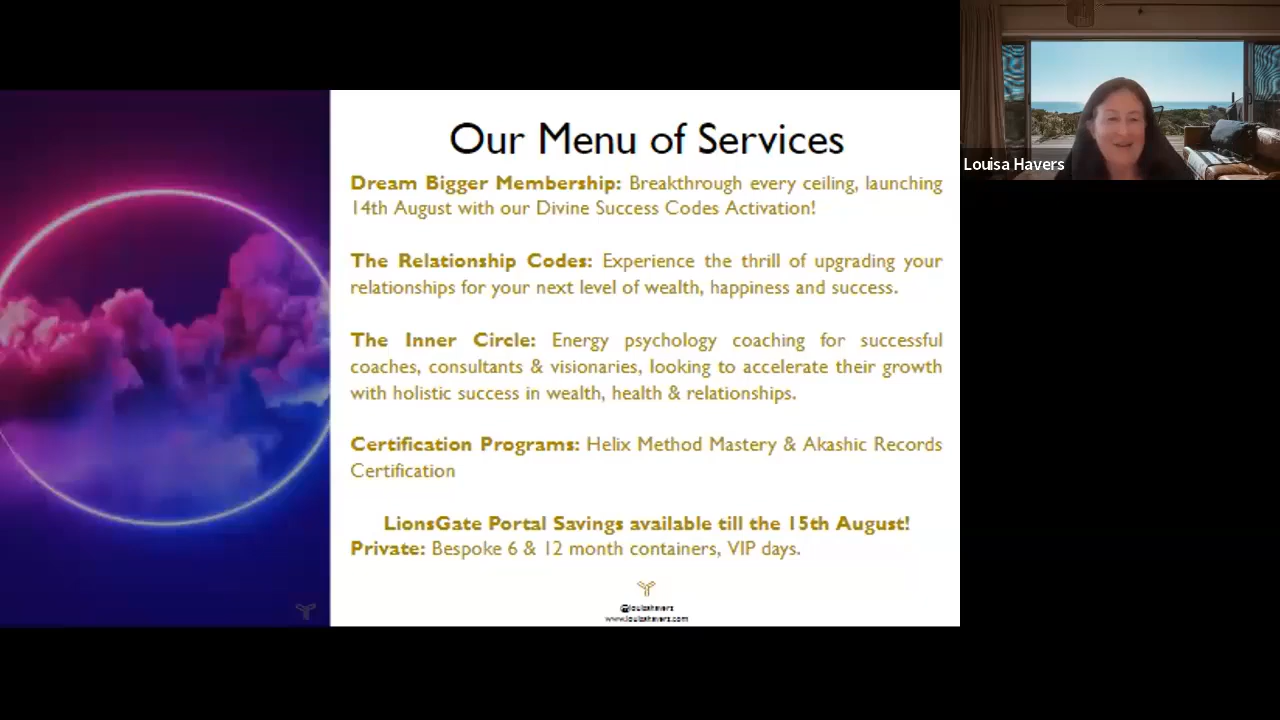 Our Menu of Services
Dream Bigger Membership: Breakthrough every ceiling, launching
14th August with our Divine Success Codes Activation!
The Relationship Codes: Experience the thrill of upgrading your
relationships for your next level of wealth, happiness and success.
The Inner Circle: Energy psychology coaching for successful
coaches, consultants & visionaries, looking to accelerate their growth
with holistic success in wealth, health & relationships.
Certification Programs: Helix Method Mastery & Akashic Records
Certification
LionsGate Portal Savings available till the 15th August!
Private: Bespoke 6 & 12 month containers, VIP days.
@louisahavers
www.louisahavers.com
Louisa Havers